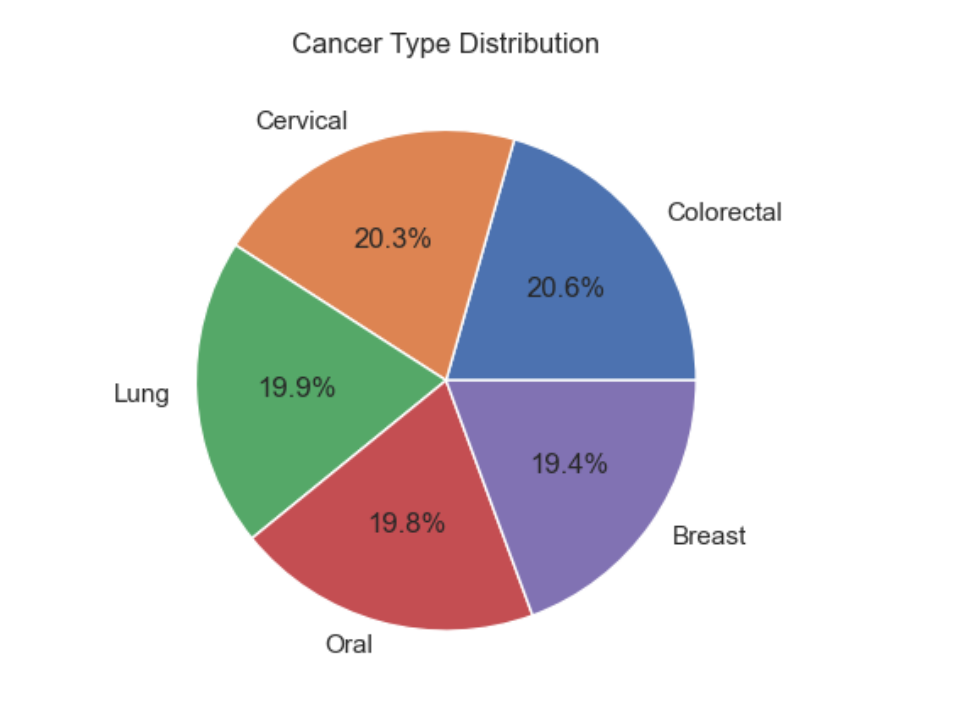 Cancer Type Distribution
Cervical
Colorectal
20.3%
20.6%
19.9%
Lung
19.4%
19.8%
Breast
Oral